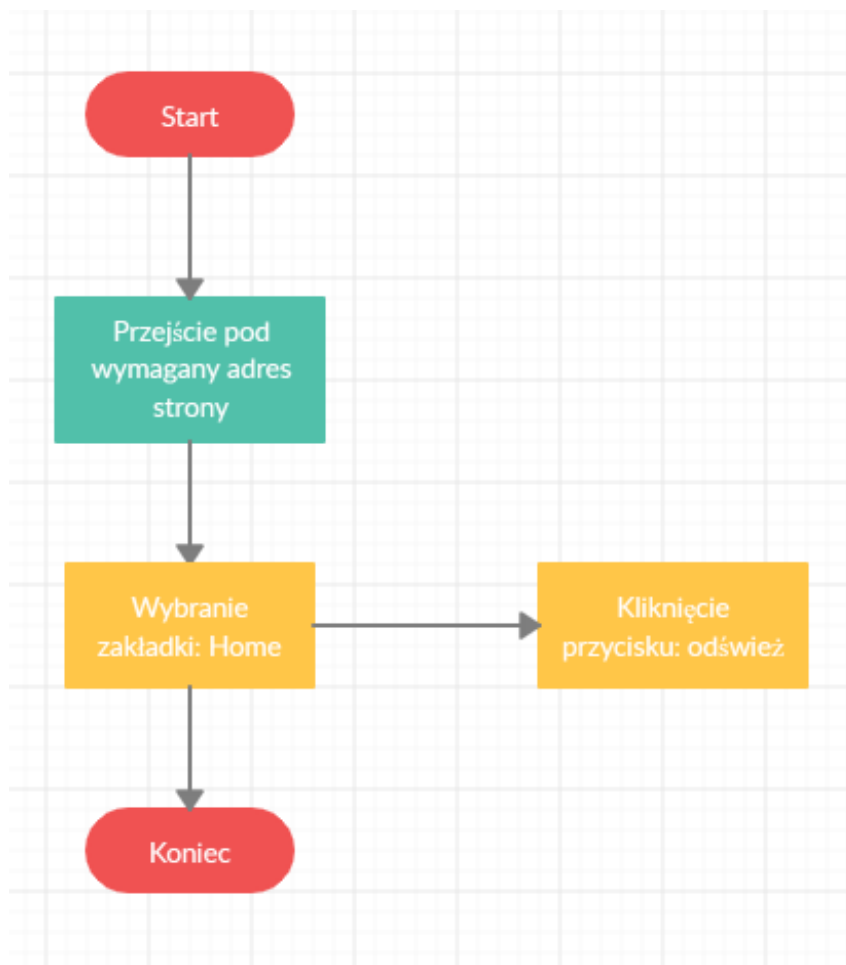 Start
Przejście pod
wymagany adres
strony
Wybranie
zakładki: Home
Kliknięcie
przycisku: odśwież
Koniec